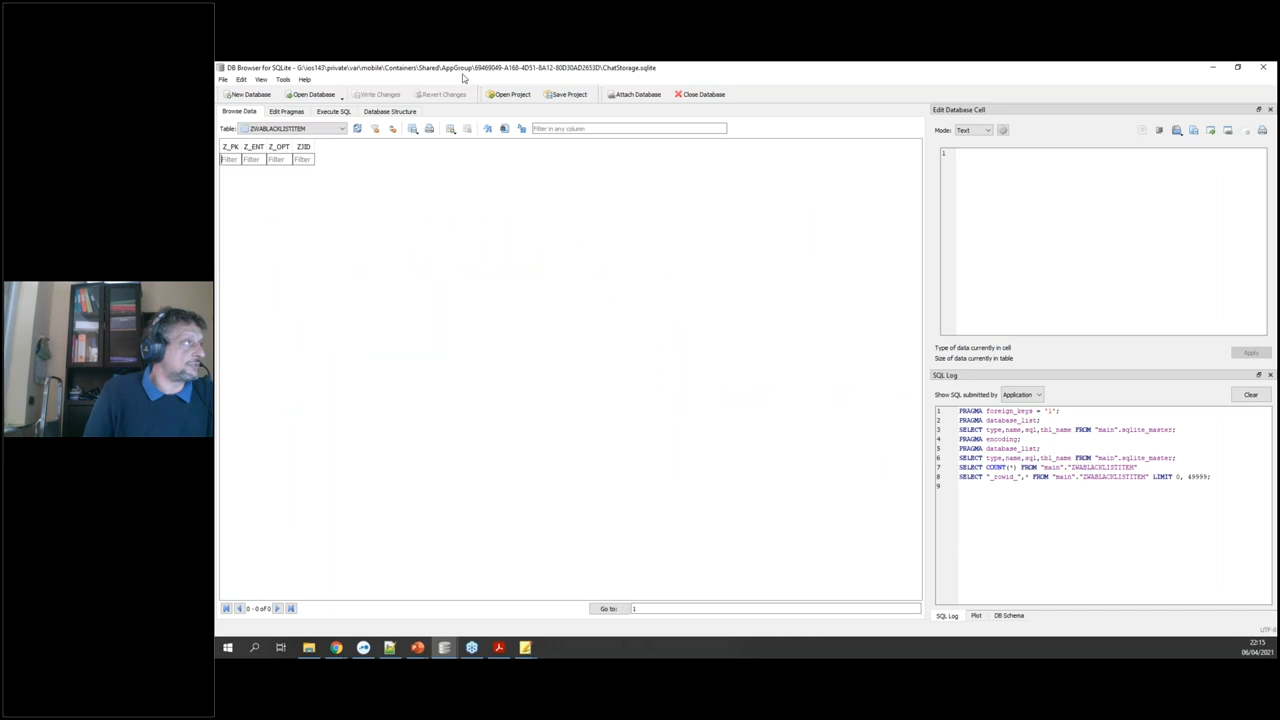 DB Browser for SQLite - G:\ios143\private\var\mobile\Containers\Shared\AppGroup\69469049-A168-4D51-8A12-80D30AD2653D\ChatStorage.sqlite
File Edit View Tools Help
New Database Open Database Write Changes Revert Changes Open Project Save Project Attach Database Close Database
Browse Data Edit Pragmas Execute SQL Database Structure
Table: ZWABLACKLISTITEM Filter in any column
Z_PK Z_ENT Z_OPT ZJID
Filter Filter Filter Filter
0 - 0 of 0 Go to: 1
Edit Database Cell
Mode: Text
1
Type of data currently in cell
Size of data currently in table
Apply
SQL Log
Show SQL submitted by Application Clear
1 PRAGMA foreign_keys = '1';
2 PRAGMA database_list;
3 SELECT type,name,sql,tbl_name FROM "main".sqlite_master;
4 PRAGMA encoding;
5 PRAGMA database_list;
6 SELECT type,name,sql,tbl_name FROM "main".sqlite_master;
7 SELECT COUNT(*) FROM "main"."ZWABLACKLISTITEM"
8 SELECT "_rowid_",* FROM "main"."ZWABLACKLISTITEM" LIMIT 0, 49999;
9
SQL Log Plot DB Schema
UTF-8
22:15
06/04/2021